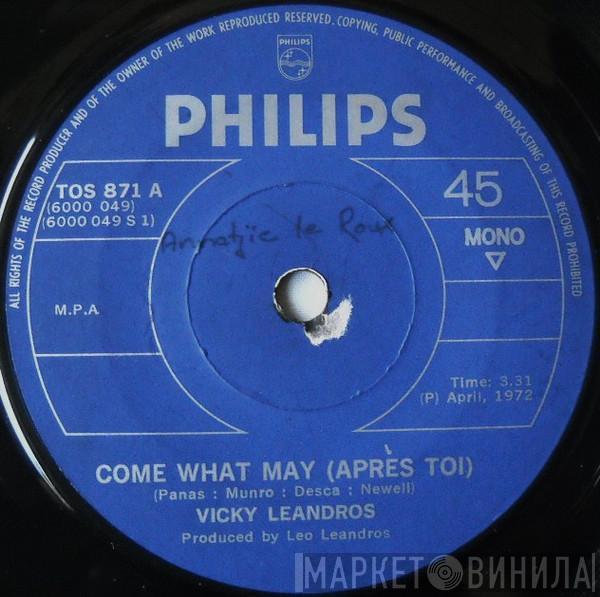 ALL RIGHTS OF THE RECORD PRODUCER AND OF THE OWNER OF THE WORK REPRODUCED RESERVED. COPYING, PUBLIC PERFORMANCE AND BROADCASTING OF THIS RECORD PROHIBITED
PHILIPS
PHILIPS
TOS 871 A
(6000 049)
(6000 049 S 1)
45
MONO
Annatjie le Roux
M.P.A.
Time: 3.31
(P) April, 1972
COME WHAT MAY (APRÈS TOI)
(Panas : Munro : Desca : Newell)
VICKY LEANDROS
Produced by Leo Leandros
МАРКЕТ ВИНИЛА